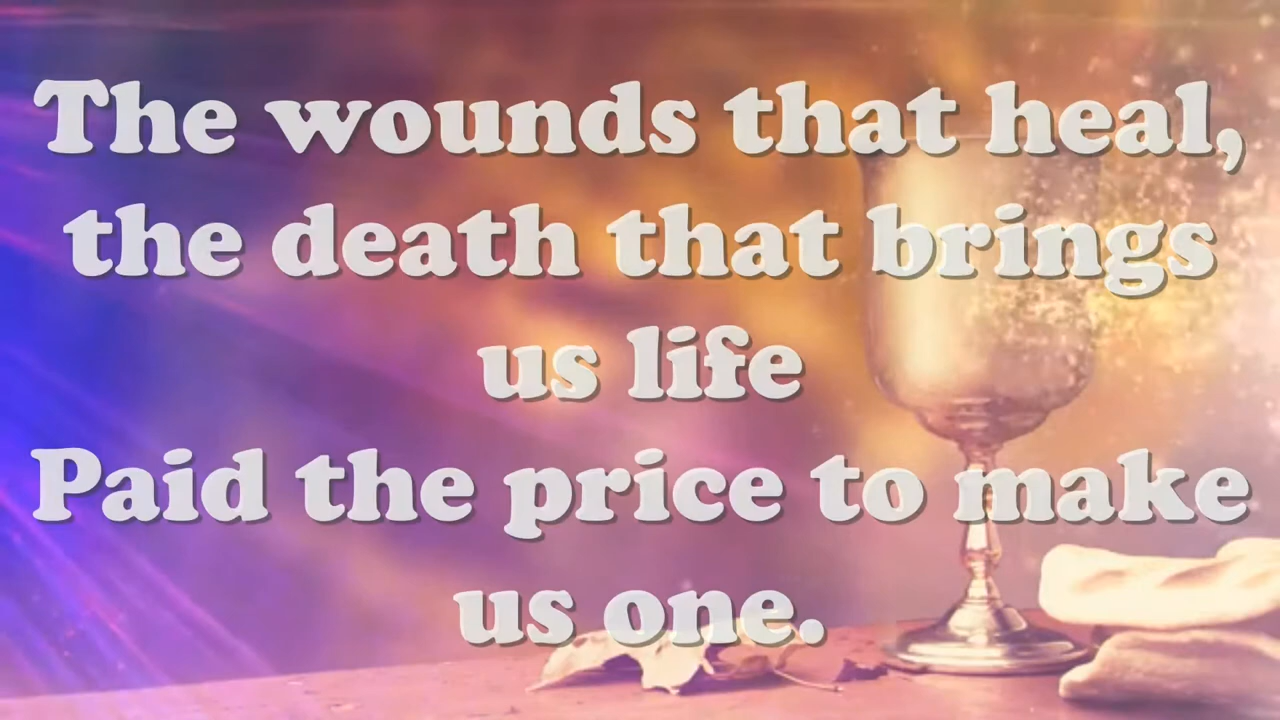 The wounds that heal,
the death that brings
us life
Paid the price to make
us one.